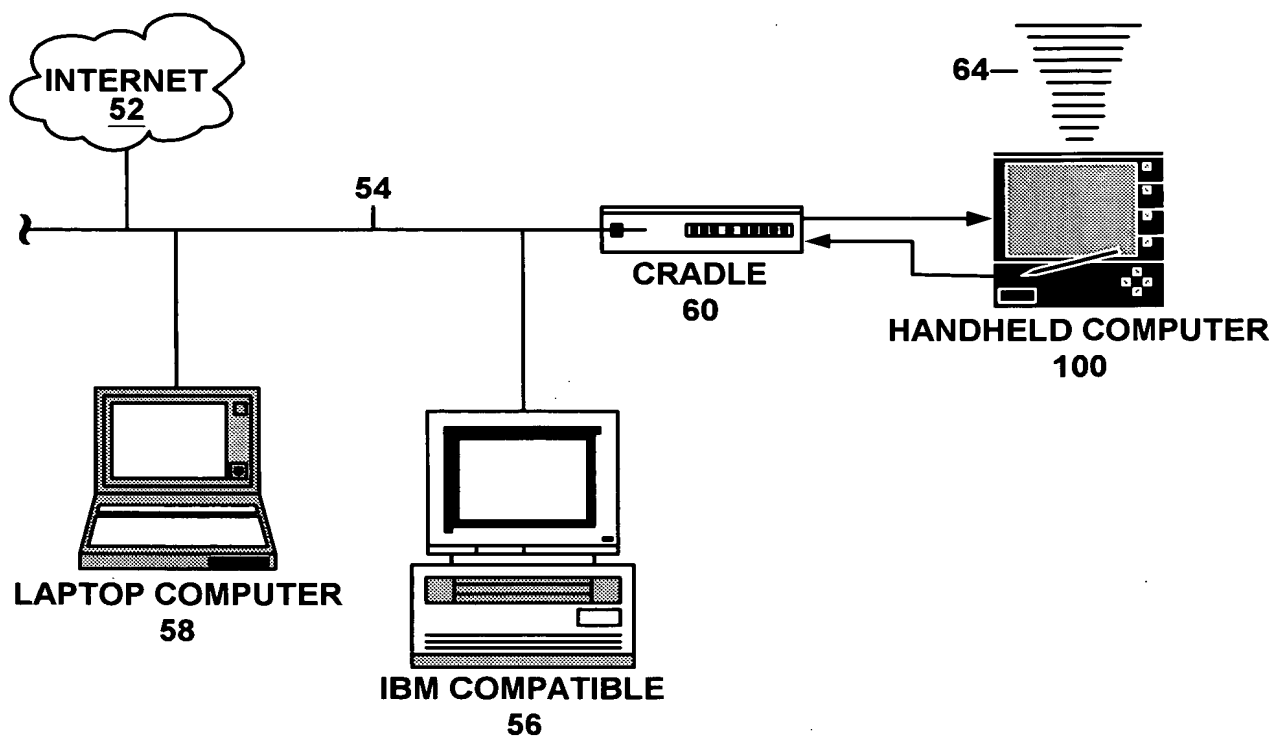 INTERNET
52
64
54
CRADLE
60
HANDHELD COMPUTER
100
LAPTOP COMPUTER
58
IBM COMPATIBLE
56